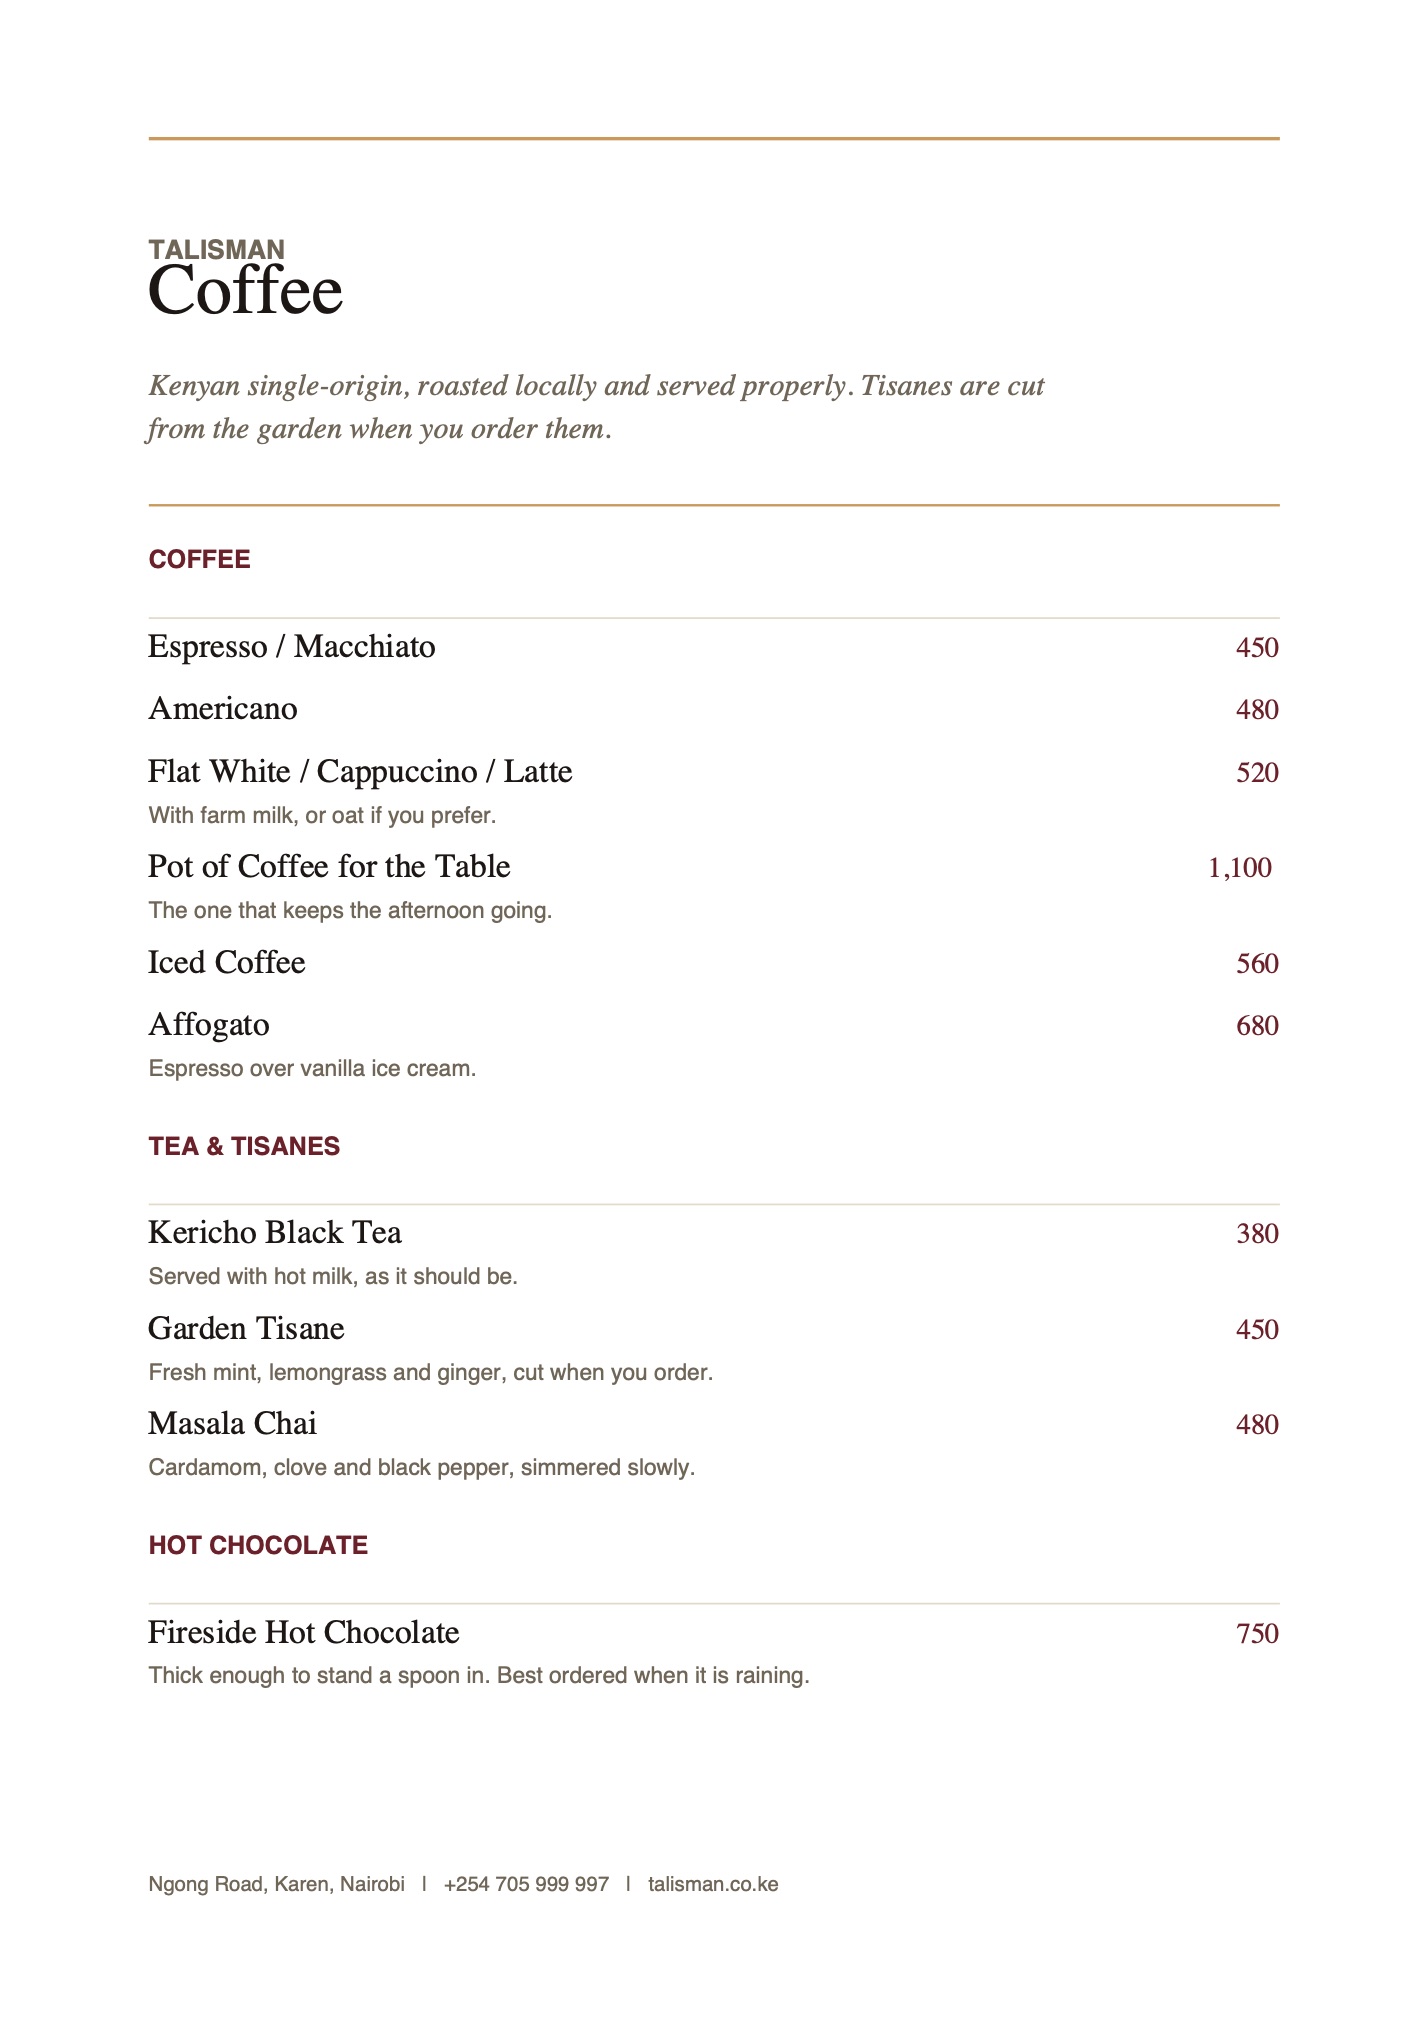 TALISMAN
Coffee
Kenyan single-origin, roasted locally and served properly. Tisanes are cut
from the garden when you order them.
COFFEE
Espresso / Macchiato 450
Americano 480
Flat White / Cappuccino / Latte 520
With farm milk, or oat if you prefer.
Pot of Coffee for the Table 1,100
The one that keeps the afternoon going.
Iced Coffee 560
Affogato 680
Espresso over vanilla ice cream.
TEA & TISANES
Kericho Black Tea 380
Served with hot milk, as it should be.
Garden Tisane 450
Fresh mint, lemongrass and ginger, cut when you order.
Masala Chai 480
Cardamom, clove and black pepper, simmered slowly.
HOT CHOCOLATE
Fireside Hot Chocolate 750
Thick enough to stand a spoon in. Best ordered when it is raining.
Ngong Road, Karen, Nairobi | +254 705 999 997 | talisman.co.ke